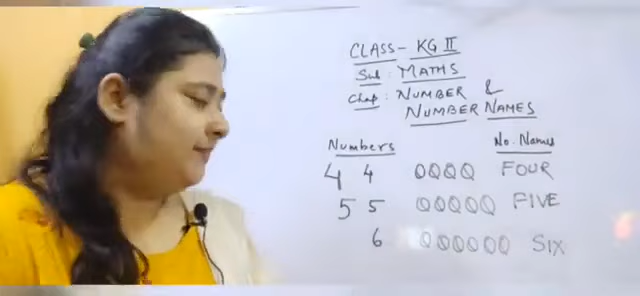 CLASS - KG II
Sub : MATHS
Chap : NUMBER &
NUMBER NAMES
Numbers No. Names
4 4 FOUR
5 5 FIVE
6 SIX